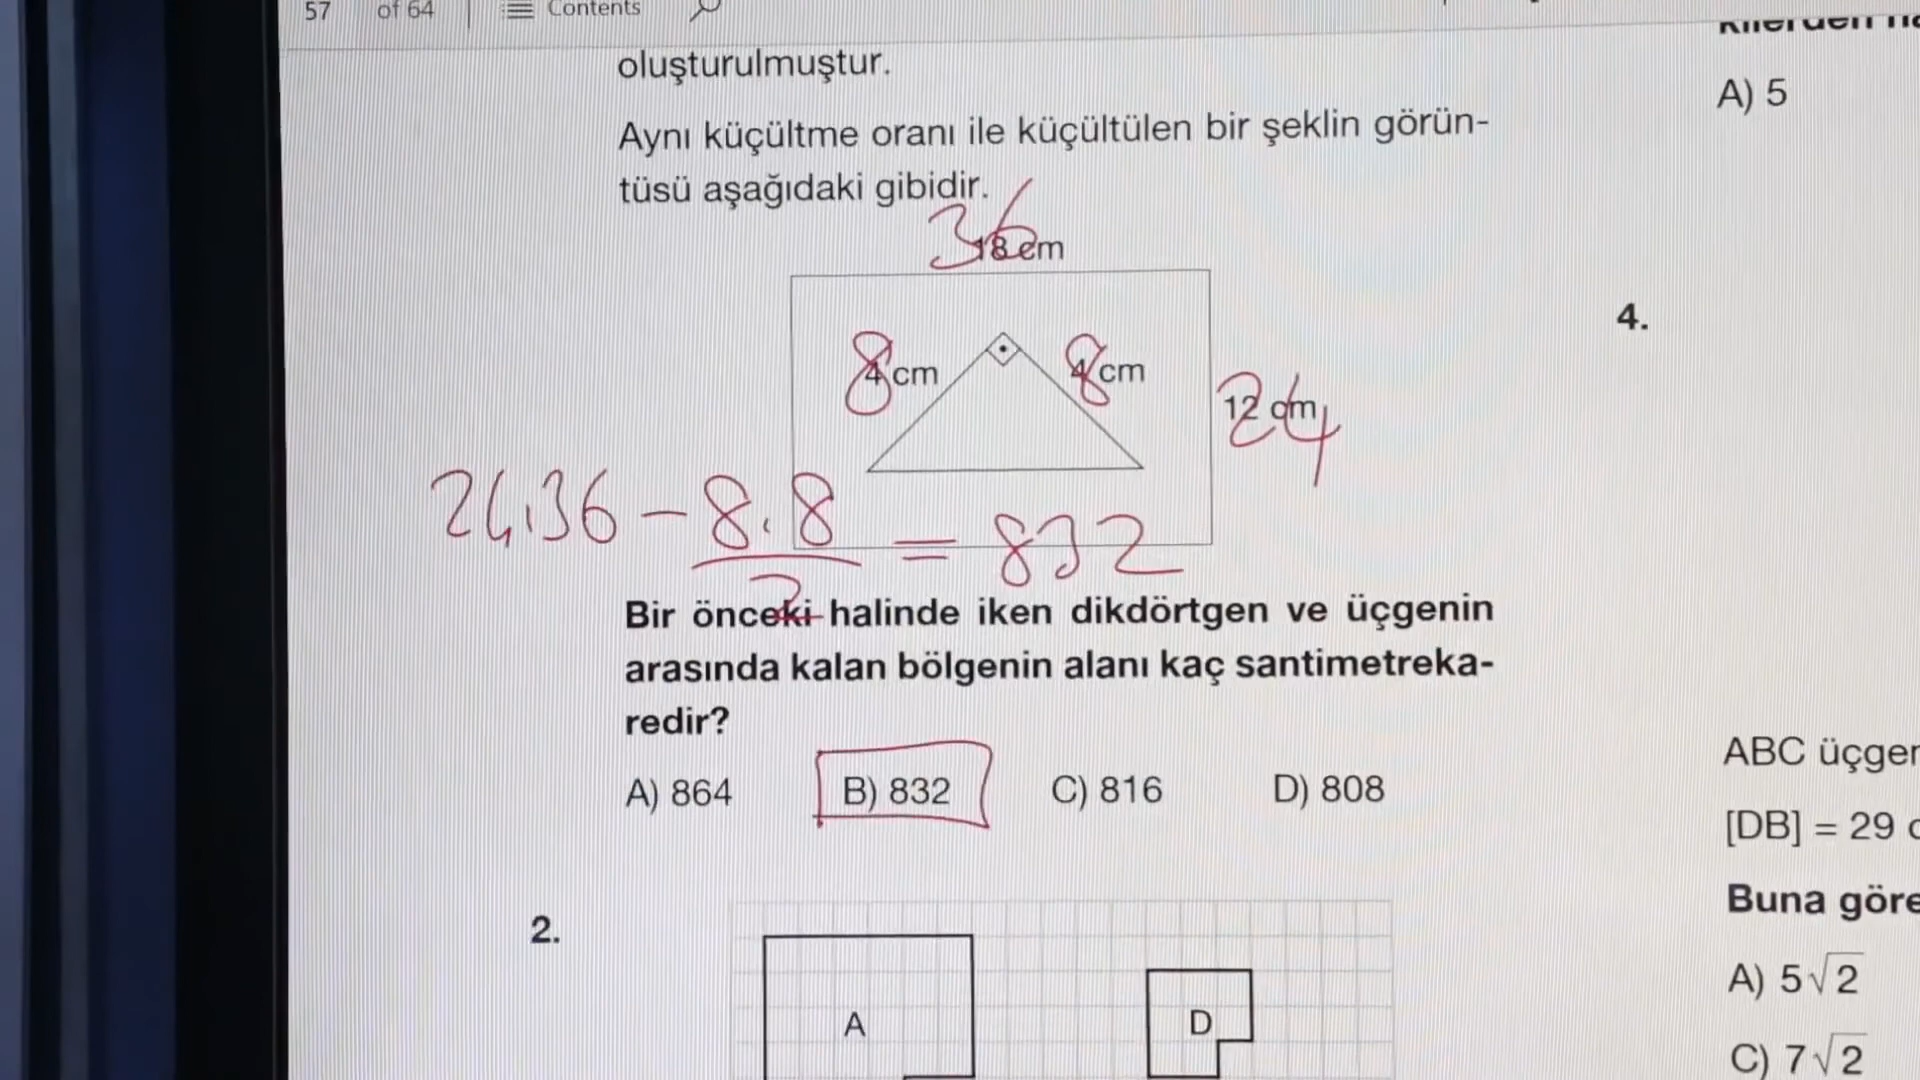 57 of 64 Contents
oluşturulmuştur.
Aynı küçültme oranı ile küçültülen bir şeklin görün-
tüsü aşağıdaki gibidir.
36
18 cm
8
4 cm
8
4 cm
12 cm
24
24.36 - 8.8 = 832
2
Bir önceki halinde iken dikdörtgen ve üçgenin
arasında kalan bölgenin alanı kaç santimetreka-
redir?
A) 864 B) 832 C) 816 D) 808
2.
A
D
A) 5
4.
ABC üçgen
[DB] = 29 c
Buna göre
A) 5√2
C) 7√2